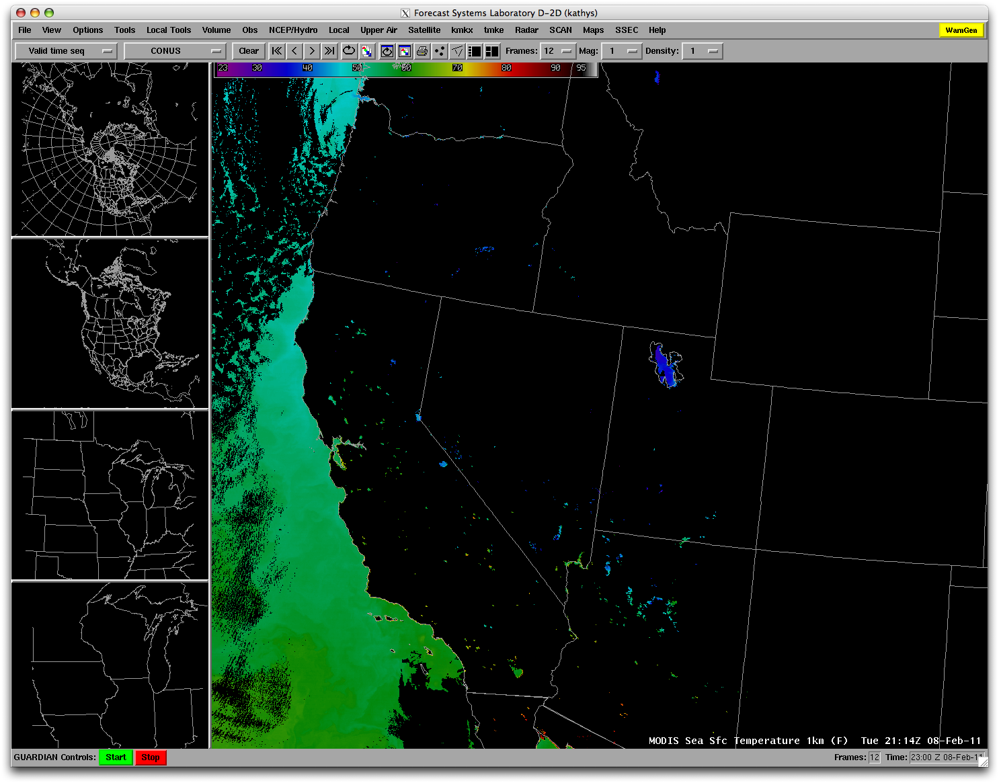 Forecast Systems Laboratory D-2D (kathys)
File View Options Tools Local Tools Volume Obs NCEP/Hydro Local Upper Air Satellite kmkx tmke Radar SCAN Maps SSEC Help WarnGen
Valid time seq CONUS Clear Frames: 12 Mag: 1 Density: 1
23 30 40 50 60 70 80 90 95
MODIS Sea Sfc Temperature 1km (F) Tue 21:14Z 08-Feb-11
GUARDIAN Controls: Start Stop Frames: 12 Time: 23:00 Z 08-Feb-11